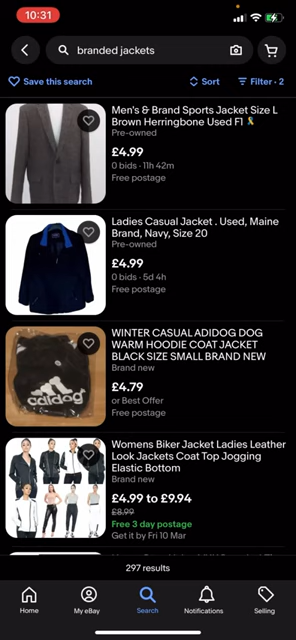 10:31
branded jackets
Save this search
Sort
Filter • 2
Men's & Brand Sports Jacket Size L
Brown Herringbone Used F1
Pre-owned
£4.99
0 bids · 11h 42m
Free postage
Ladies Casual Jacket . Used, Maine
Brand, Navy, Size 20
Pre-owned
£4.99
0 bids · 5d 4h
Free postage
WINTER CASUAL ADIDOG DOG
WARM HOODIE COAT JACKET
BLACK SIZE SMALL BRAND NEW
Brand new
£4.79
or Best Offer
Free postage
adidog
Womens Biker Jacket Ladies Leather
Look Jackets Coat Top Jogging
Elastic Bottom
Brand new
£4.99 to £9.94
£8.99
Free 3 day postage
Get it by Fri 10 Mar
297 results
Home
My eBay
Search
Notifications
Selling